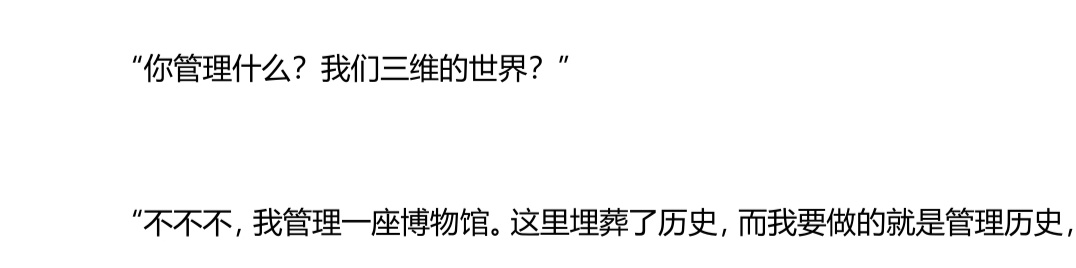 “你管理什么？我们三维的世界？”
“不不不，我管理一座博物馆。这里埋葬了历史，而我要做的就是管理历史，